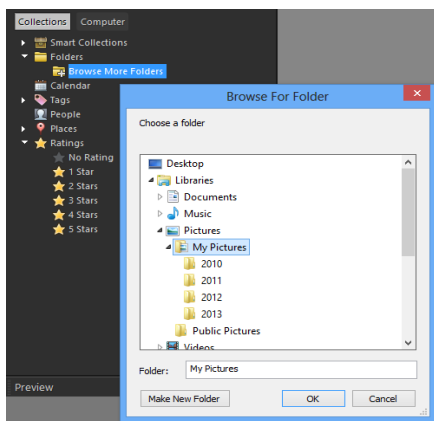 Collections Computer
Smart Collections
Folders
Browse More Folders
Calendar
Tags
People
Places
Ratings
No Rating
1 Star
2 Stars
3 Stars
4 Stars
5 Stars
Preview
Browse For Folder
Choose a folder
Desktop
Libraries
Documents
Music
Pictures
My Pictures
2010
2011
2012
2013
Public Pictures
Videos
Folder: My Pictures
Make New Folder OK Cancel